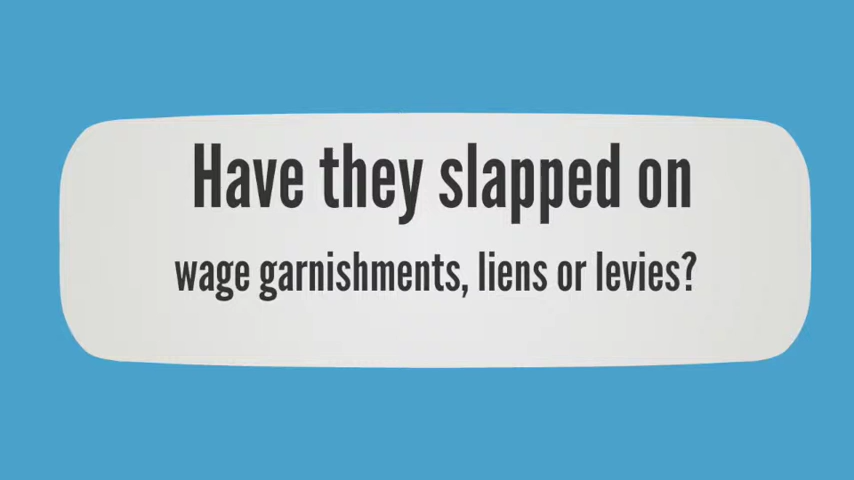 Have they slapped on
wage garnishments, liens or levies?